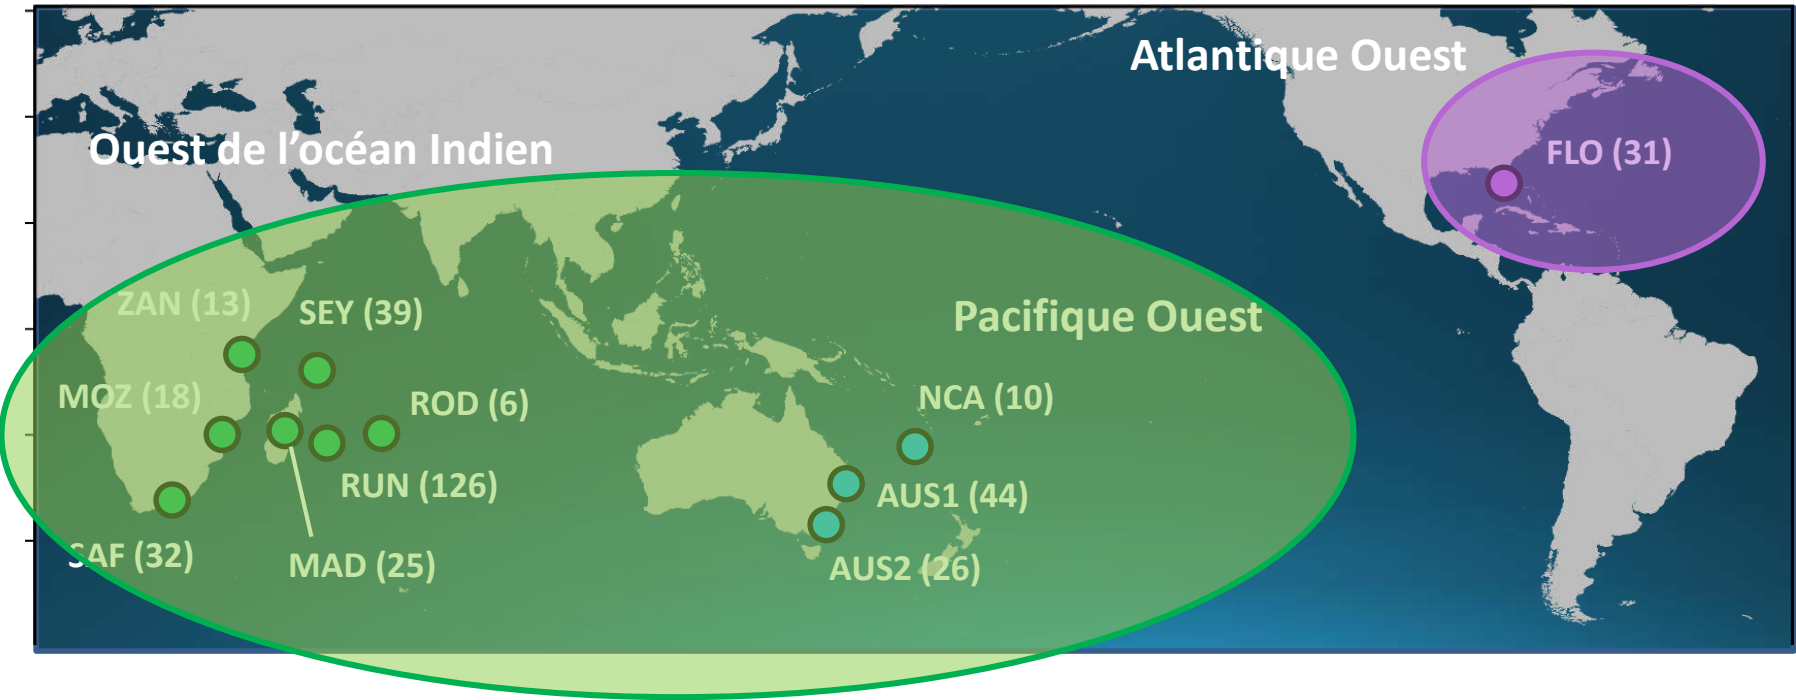 Atlantique Ouest
FLO (31)
Ouest de l'océan Indien
ZAN (13)
SEY (39)
Pacifique Ouest
MOZ (18)
ROD (6)
NCA (10)
RUN (126)
AUS1 (44)
SAF (32)
MAD (25)
AUS2 (26)